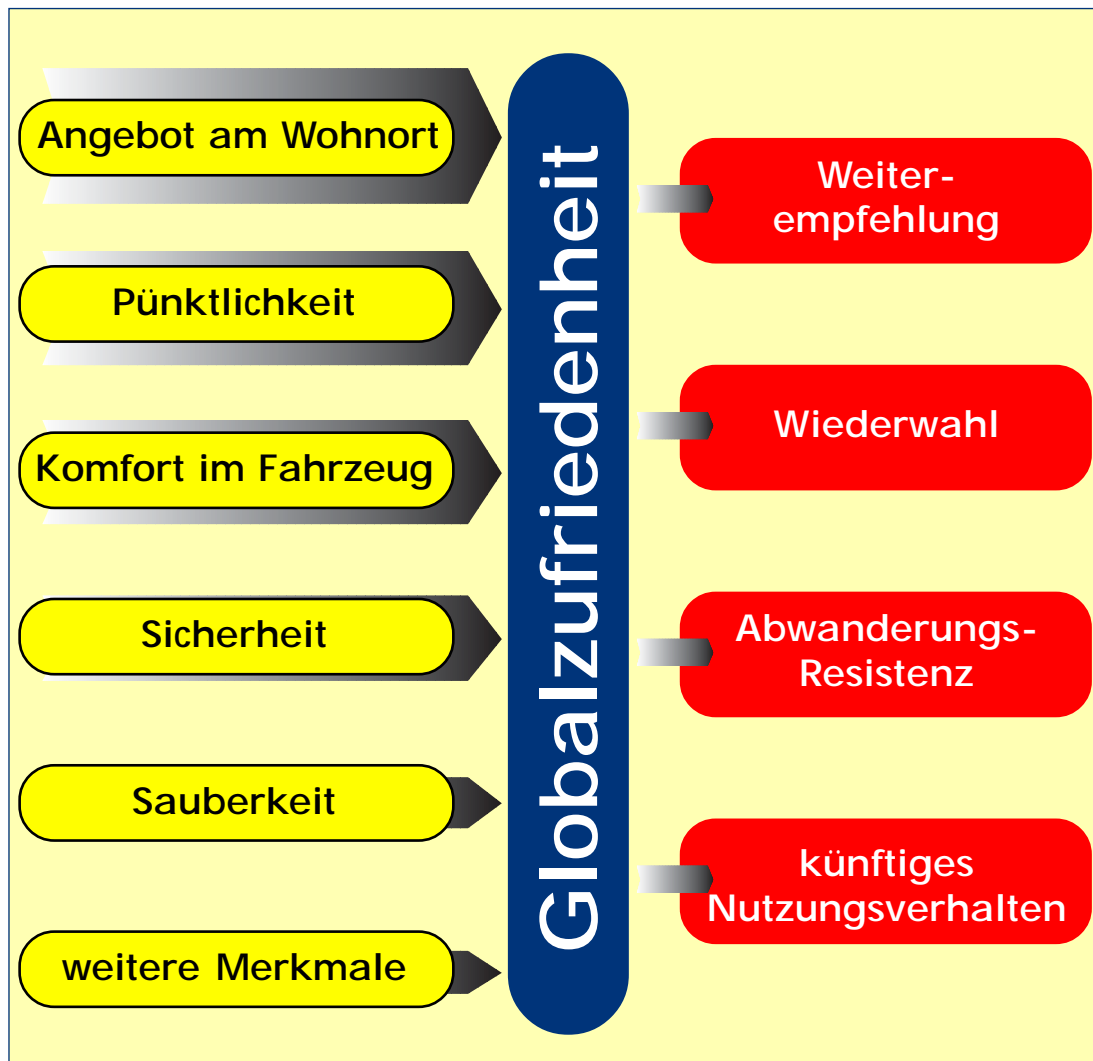 Angebot am Wohnort
Pünktlichkeit
Komfort im Fahrzeug
Sicherheit
Sauberkeit
weitere Merkmale
Globalzufriedenheit
Weiter-
empfehlung
Wiederwahl
Abwanderungs-
Resistenz
künftiges
Nutzungsverhalten